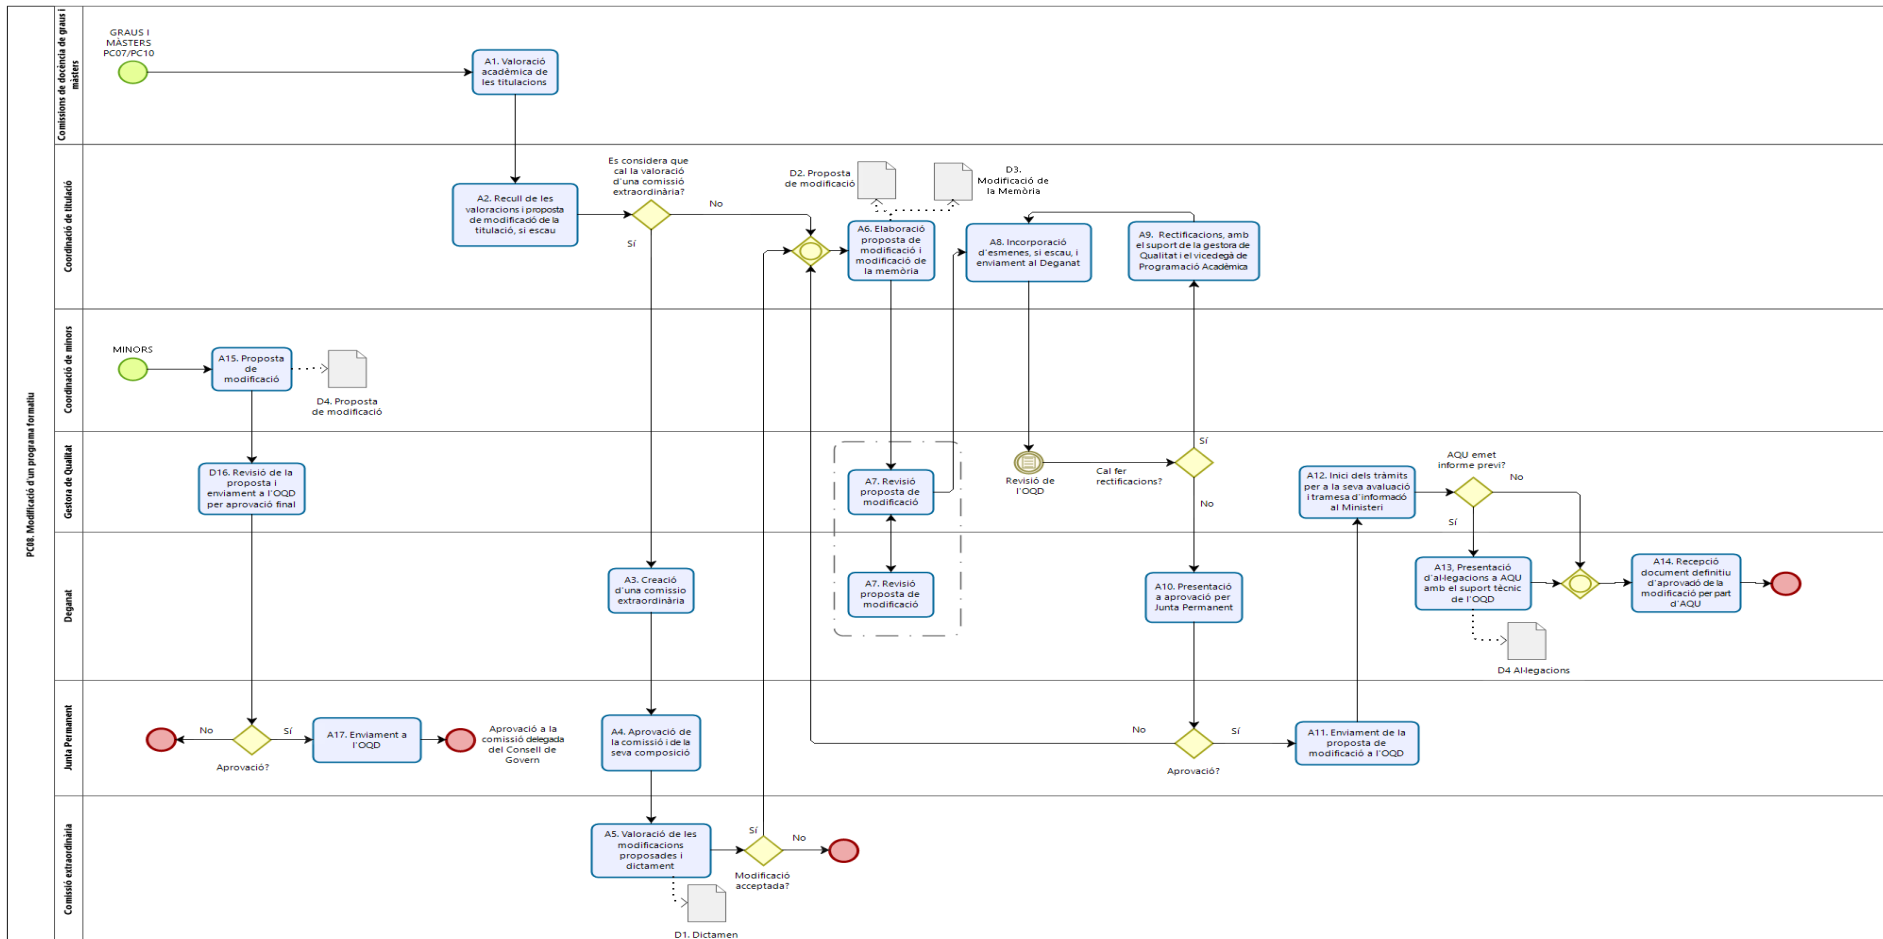 PC08. Modificació d'un programa formatiu
Comissions de docència de graus i
màsters
GRAUS I
MÀSTERS
PC07/PC10
A1. Valoració
acadèmica de
les titulacions
Coordinació de titulació
A2. Recull de les
valoracions i proposta
de modificació de la
titulació, si escau
Es considera que
cal la valoració
d'una comissió
extraordinària?
No
Sí
D2. Proposta
de modificació
D3.
Modificació de
la Memòria
A6. Elaboració
proposta de
modificació i
modificació de
la memòria
A8. Incorporació
d'esmenes, si escau, i
enviament al Deganat
A9. Rectificacions, amb
el suport de la gestora de
Qualitat i el vicedegà de
Programació Acadèmica
Coordinació de minors
MINORS
A15. Proposta
de
modificació
D4. Proposta
de modificació
Gestora de Qualitat
D16. Revisió de la
proposta i
enviament a l'OQD
per aprovació final
A7. Revisió
proposta de
modificació
Revisió de
l'OQD
Cal fer
rectificacions?
Sí
No
A12. Inici dels tràmits
per a la seva avaluació
i tramesa d'informació
al Ministeri
AQU emet
informe previ?
No
Sí
Deganat
A3. Creació
d'una comissio
extraordinària
A7. Revisió
proposta de
modificació
A10. Presentació
a aprovació per
Junta Permanent
A13, Presentació
d'al·legacions a AQU
amb el suport tècnic
de l'OQD
D4 Al·legacions
A14. Recepció
document definitiu
d'aprovació de la
modificació per part
d'AQU
Junta Permanent
No
Aprovació?
Sí
A17. Enviament a
l'OQD
Aprovació a la
comissió delegada
del Consell de
Govern
A4. Aprovació de
la comissió i de la
seva composició
No
Aprovació?
Sí
A11. Enviament de la
proposta de
modificació a l'OQD
Comissió extraordinària
A5. Valoració de les
modificacions
proposades i
dictament
D1. Dictamen
Sí
Modificació
acceptada?
No